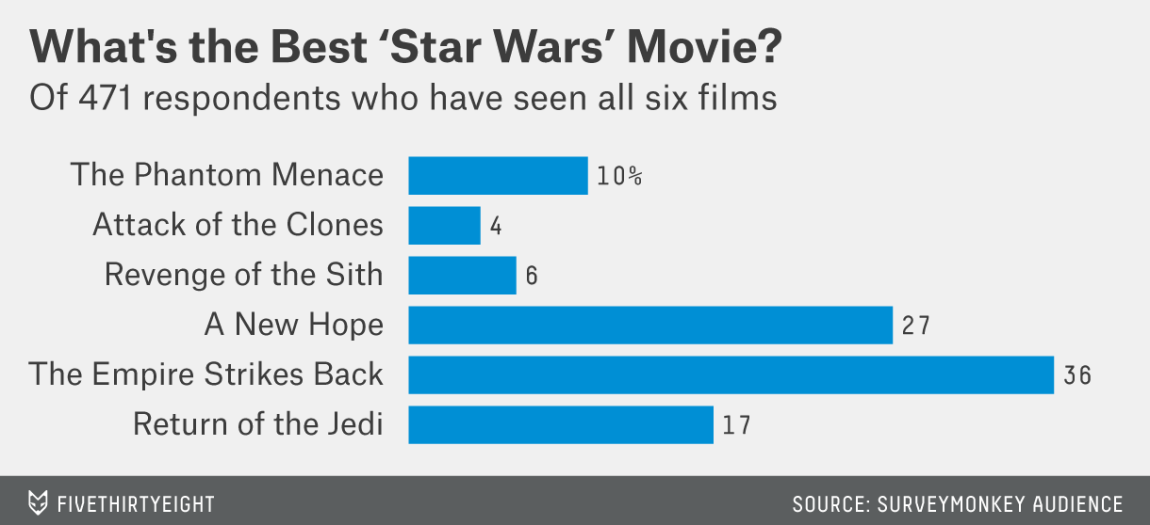 What's the Best ‘Star Wars’ Movie?
Of 471 respondents who have seen all six films
The Phantom Menace 10%
Attack of the Clones 4
Revenge of the Sith 6
A New Hope 27
The Empire Strikes Back 36
Return of the Jedi 17
FIVETHIRTYEIGHT SOURCE: SURVEYMONKEY AUDIENCE